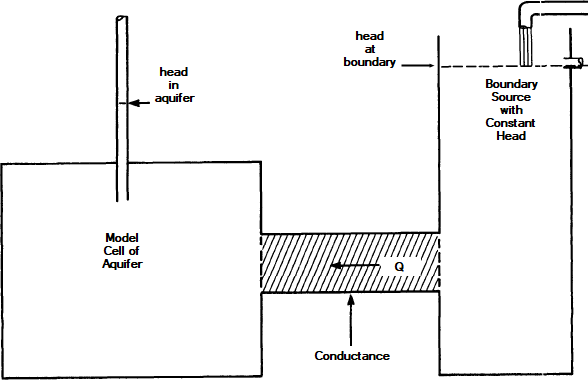 head
in
aquifer
head
at
boundary
Boundary
Source
with
Constant
Head
Model
Cell of
Aquifer
Q
Conductance